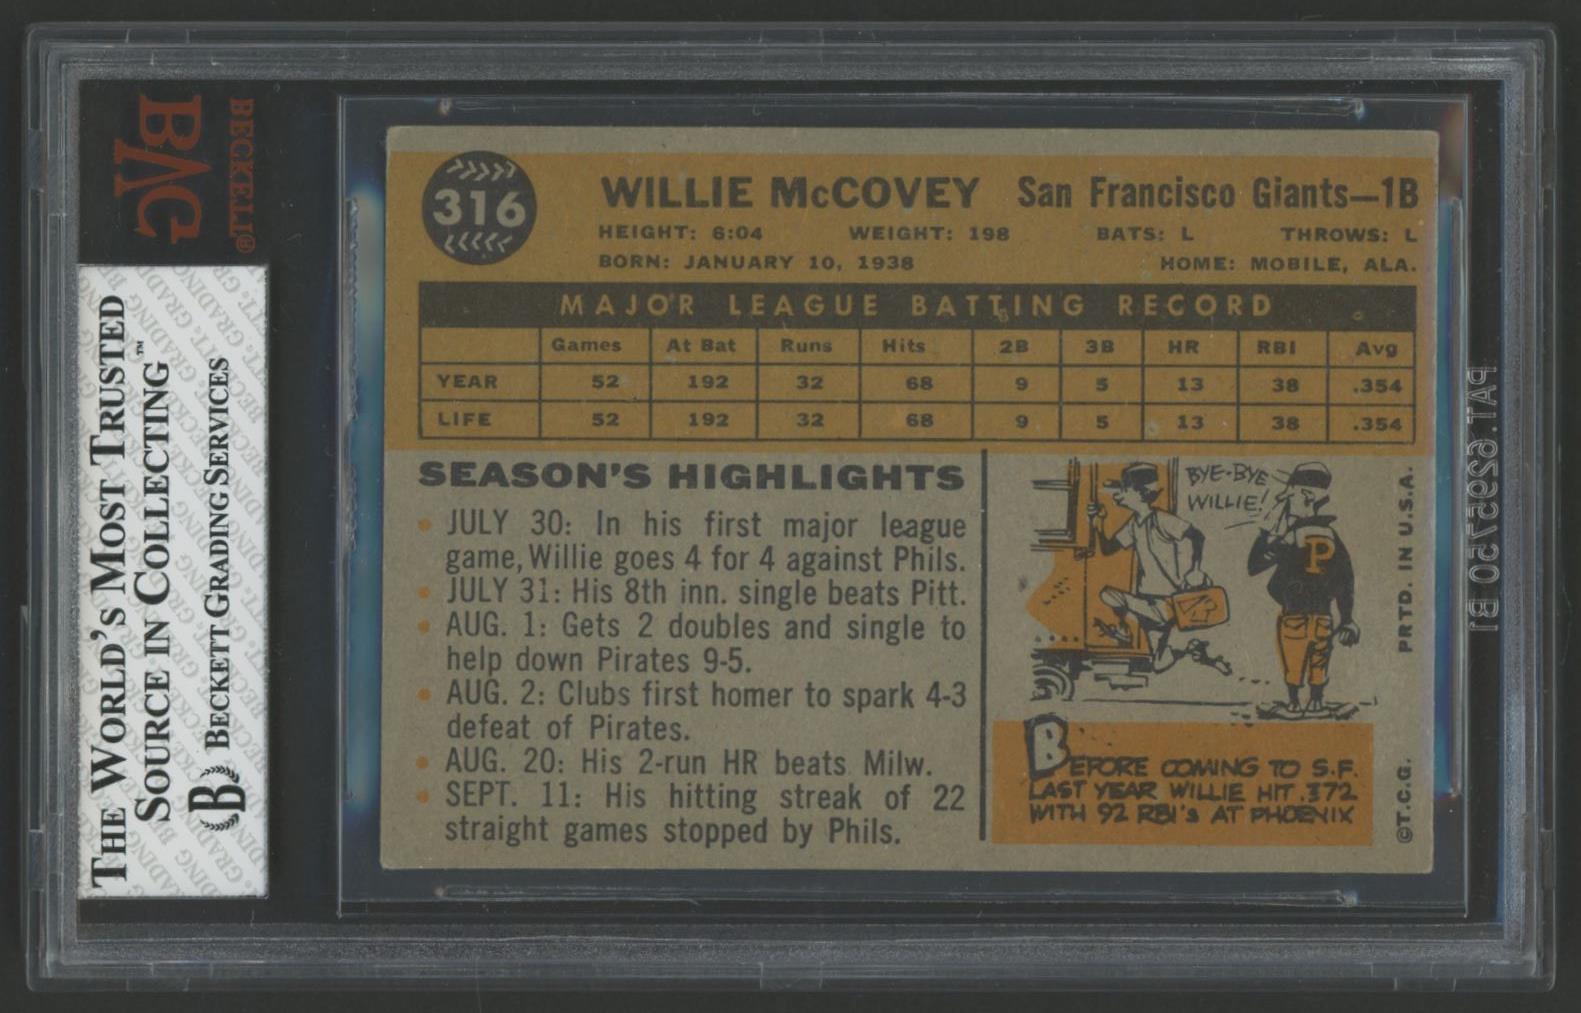 BECKETT®
BVG
THE WORLD'S MOST TRUSTED
SOURCE IN COLLECTING™
B BECKETT GRADING SERVICES
316
WILLIE McCOVEY San Francisco Giants—1B
HEIGHT: 6:04 WEIGHT: 198 BATS: L THROWS: L
BORN: JANUARY 10, 1938 HOME: MOBILE, ALA.
MAJOR LEAGUE BATTING RECORD
Games At Bat Runs Hits 2B 3B HR RBI Avg
YEAR 52 192 32 68 9 5 13 38 .354
LIFE 52 192 32 68 9 5 13 38 .354
SEASON'S HIGHLIGHTS
• JULY 30: In his first major league
game, Willie goes 4 for 4 against Phils.
• JULY 31: His 8th inn. single beats Pitt.
• AUG. 1: Gets 2 doubles and single to
help down Pirates 9-5.
• AUG. 2: Clubs first homer to spark 4-3
defeat of Pirates.
• AUG. 20: His 2-run HR beats Milw.
• SEPT. 11: His hitting streak of 22
straight games stopped by Phils.
BYE-BYE
WILLIE!
P
BEFORE COMING TO S.F.
LAST YEAR WILLIE HIT .372
WITH 92 RBI's AT PHOENIX
©T.C.G. PRTD. IN U.S.A.
PAT. 6295750 B1